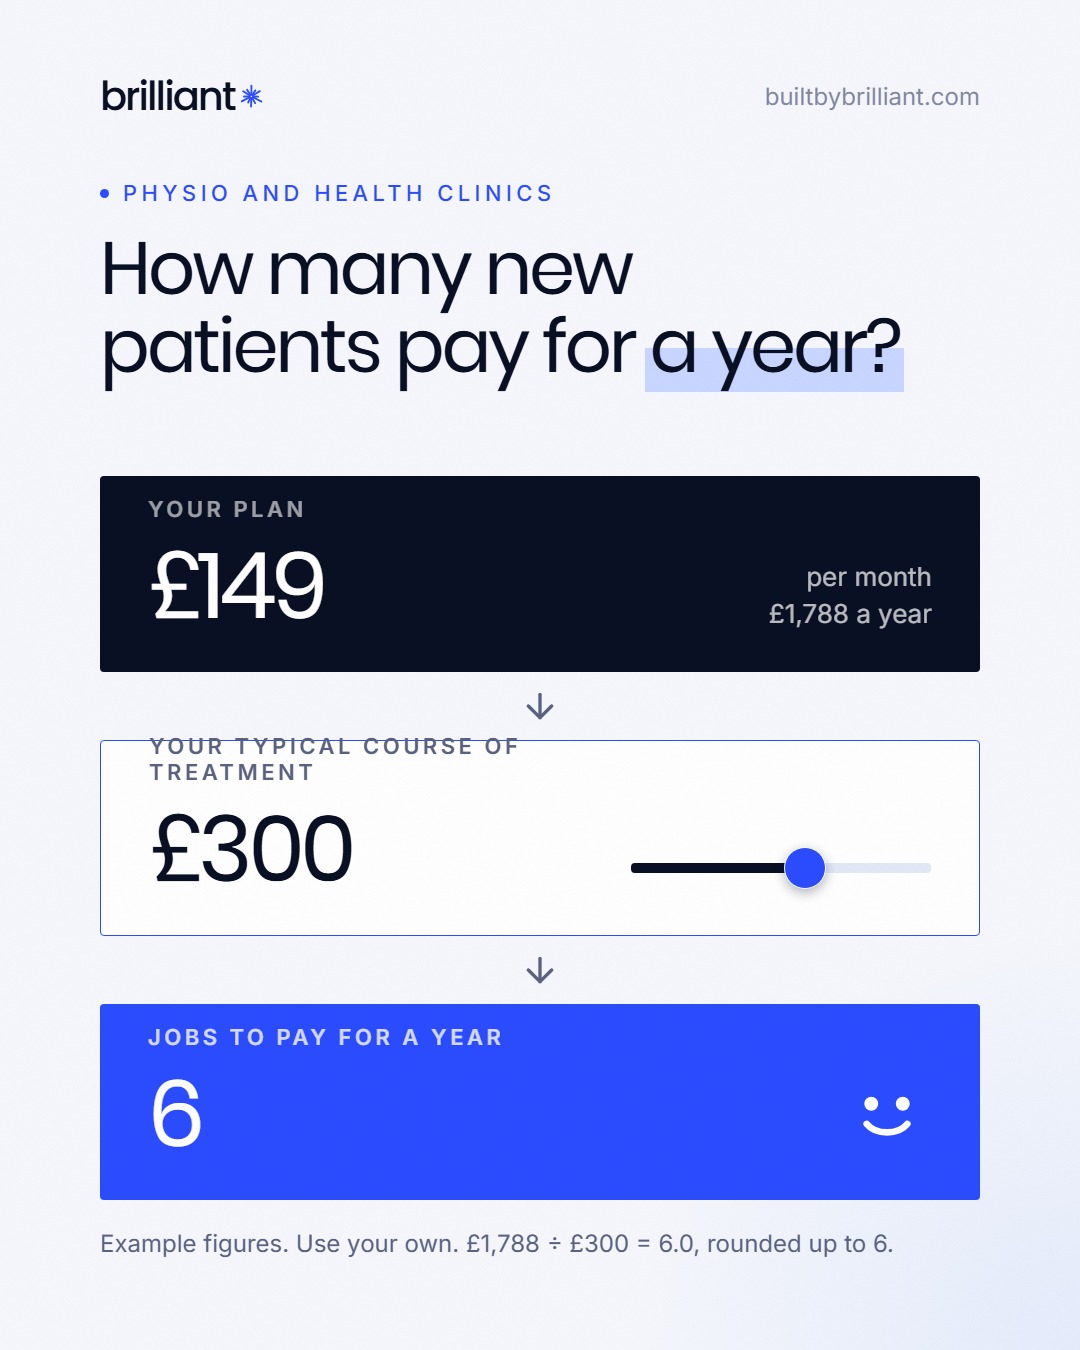 brilliant
builtbybrilliant.com
PHYSIO AND HEALTH CLINICS
How many new
patients pay for a year?
YOUR PLAN
£149
per month
£1,788 a year
YOUR TYPICAL COURSE OF
TREATMENT
£300
JOBS TO PAY FOR A YEAR
6
Example figures. Use your own. £1,788 ÷ £300 = 6.0, rounded up to 6.